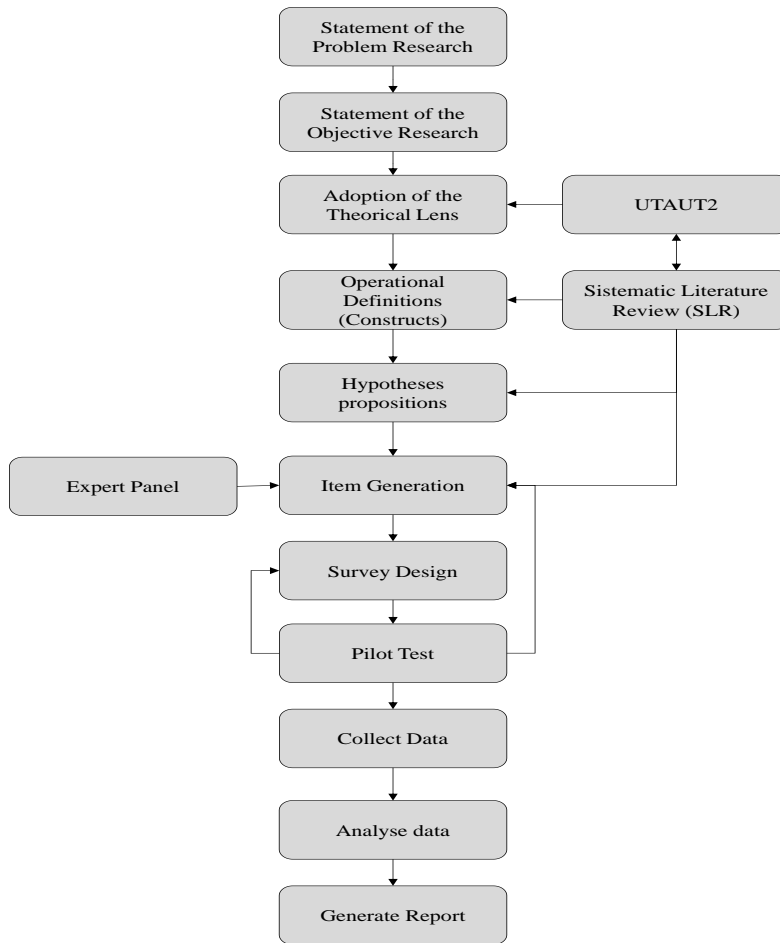 Statement of the
Problem Research
Statement of the
Objective Research
Adoption of the
Theorical Lens
UTAUT2
Operational
Definitions
(Constructs)
Sistematic Literature
Review (SLR)
Hypotheses
propositions
Expert Panel
Item Generation
Survey Design
Pilot Test
Collect Data
Analyse data
Generate Report